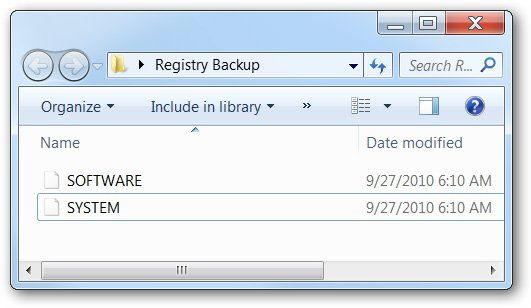 Registry Backup
Search R...
Organize Include in library »
Name Date modified
SOFTWARE 9/27/2010 6:10 AM
SYSTEM 9/27/2010 6:10 AM